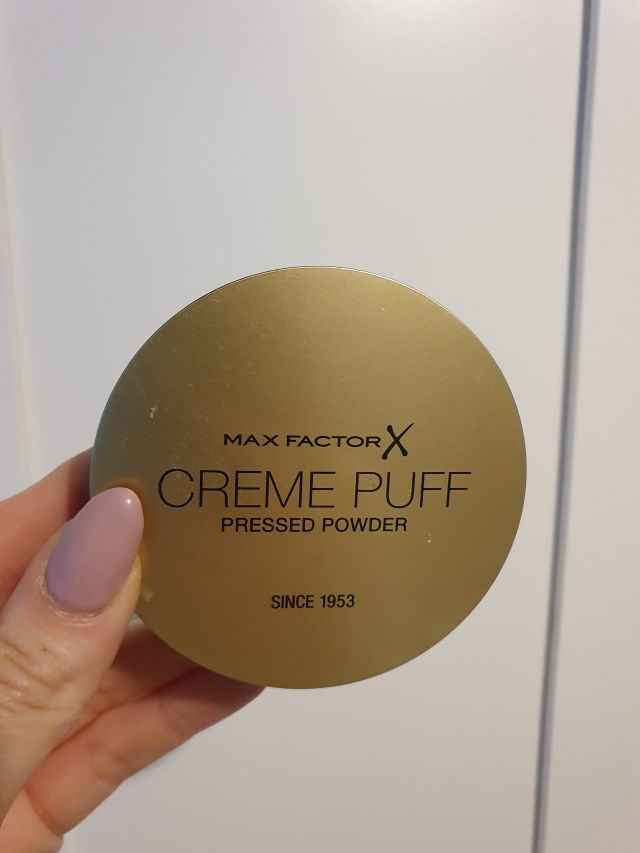 MAX FACTOR X
CREME PUFF
PRESSED POWDER
SINCE 1953